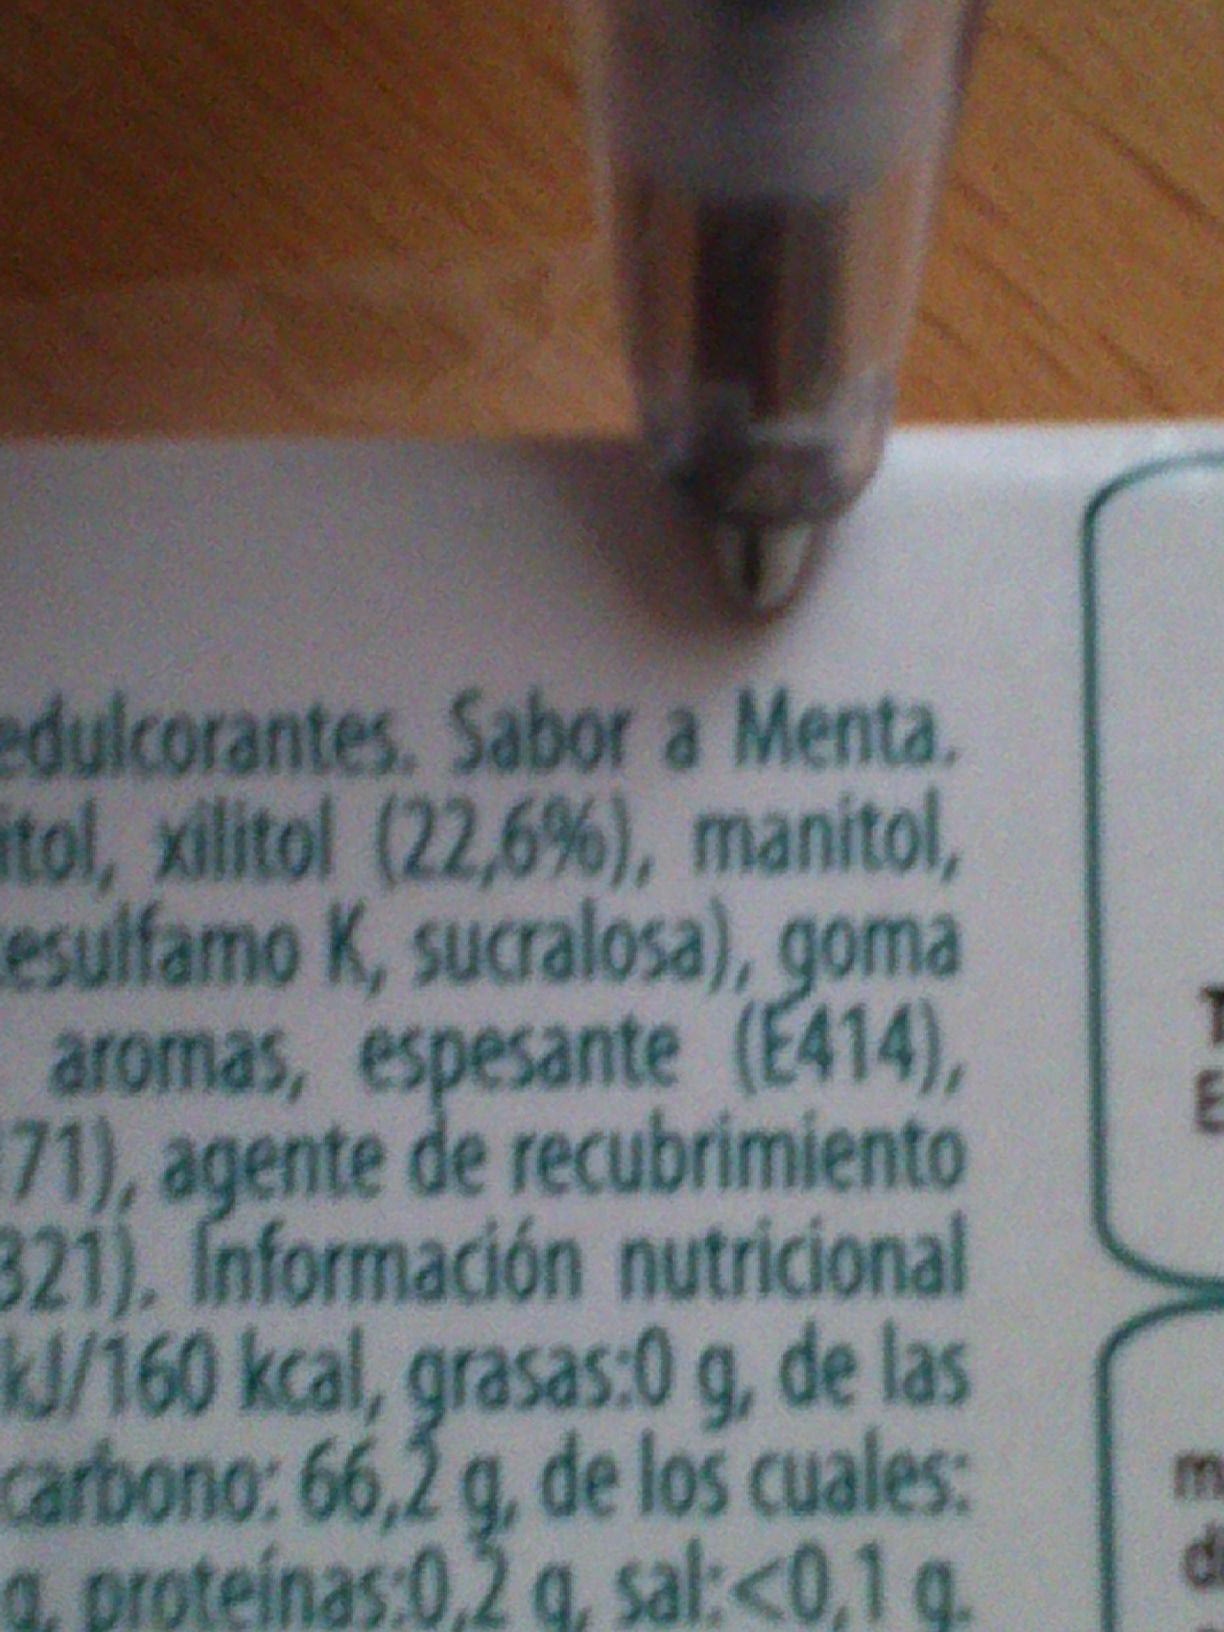 edulcorantes. Sabor a Menta.
itol, xilitol (22,6%), manitol,
esulfamo K, sucralosa), goma
aromas, espesante (E414),
71), agente de recubrimiento
321). Información nutricional
kJ/160 kcal, grasas:0 g, de las
carbono: 66,2 g, de los cuales:
g, proteínas:0,2 g, sal:<0,1 g.
T
E
m
d